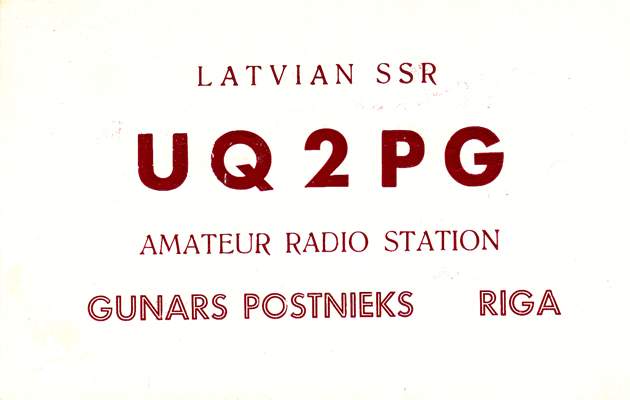 LATVIAN SSR
UQ2PG
AMATEUR RADIO STATION
GUNARS POSTNIEKS RIGA